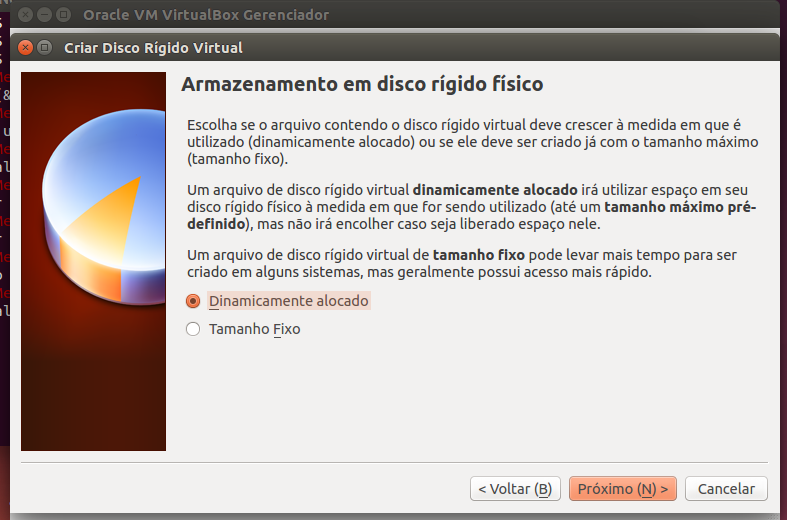 Oracle VM VirtualBox Gerenciador
Criar Disco Rígido Virtual
Armazenamento em disco rígido físico
Escolha se o arquivo contendo o disco rígido virtual deve crescer à medida em que é
utilizado (dinamicamente alocado) ou se ele deve ser criado já com o tamanho máximo
(tamanho fixo).
Um arquivo de disco rígido virtual dinamicamente alocado irá utilizar espaço em seu
disco rígido físico à medida em que for sendo utilizado (até um tamanho máximo pré-
definido), mas não irá encolher caso seja liberado espaço nele.
Um arquivo de disco rígido virtual de tamanho fixo pode levar mais tempo para ser
criado em alguns sistemas, mas geralmente possui acesso mais rápido.
Dinamicamente alocado
Tamanho Fixo
< Voltar (B) Próximo (N) > Cancelar